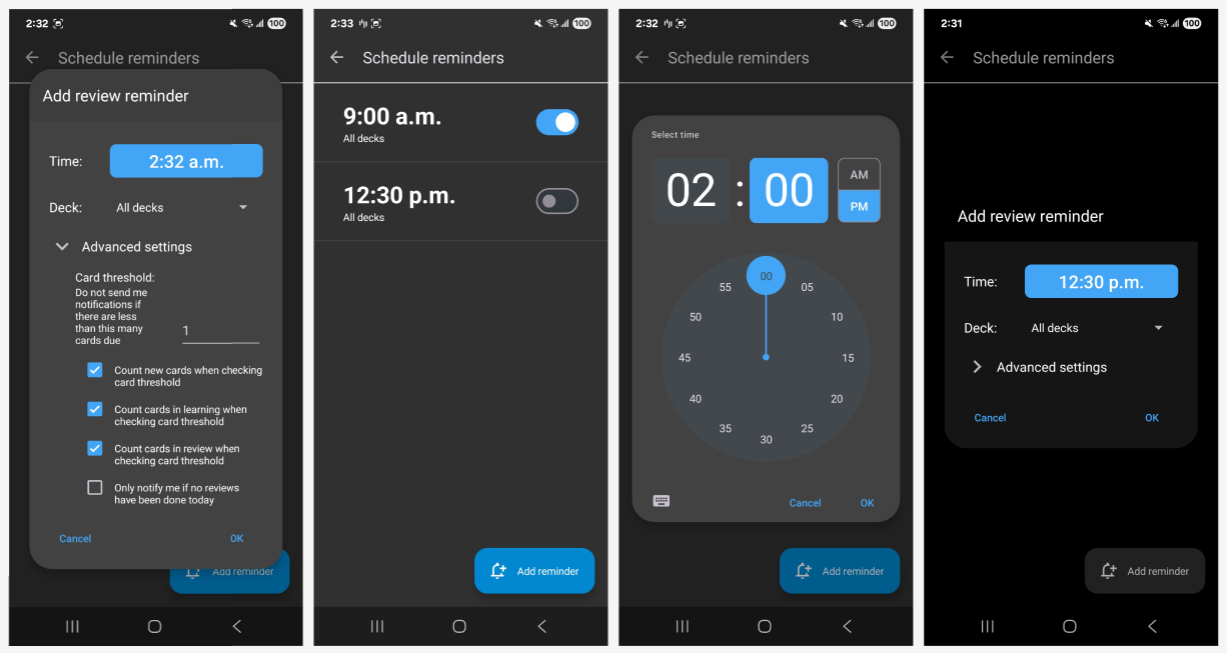 2:32
100
Schedule reminders
Add review reminder
Time:
2:32 a.m.
Deck:
All decks
Advanced settings
Card threshold:
Do not send me
notifications if
there are less
than this many
cards due
1
Count new cards when checking
card threshold
Count cards in learning when
checking card threshold
Count cards in review when
checking card threshold
Only notify me if no reviews
have been done today
Cancel
OK
Add reminder
2:33
100
Schedule reminders
9:00 a.m.
All decks
12:30 p.m.
All decks
Add reminder
2:32
100
Schedule reminders
Select time
02 : 00
AM
PM
00
05
10
15
20
25
30
35
40
45
50
55
Cancel
OK
Add reminder
2:31
100
Schedule reminders
Add review reminder
Time:
12:30 p.m.
Deck:
All decks
Advanced settings
Cancel
OK
Add reminder